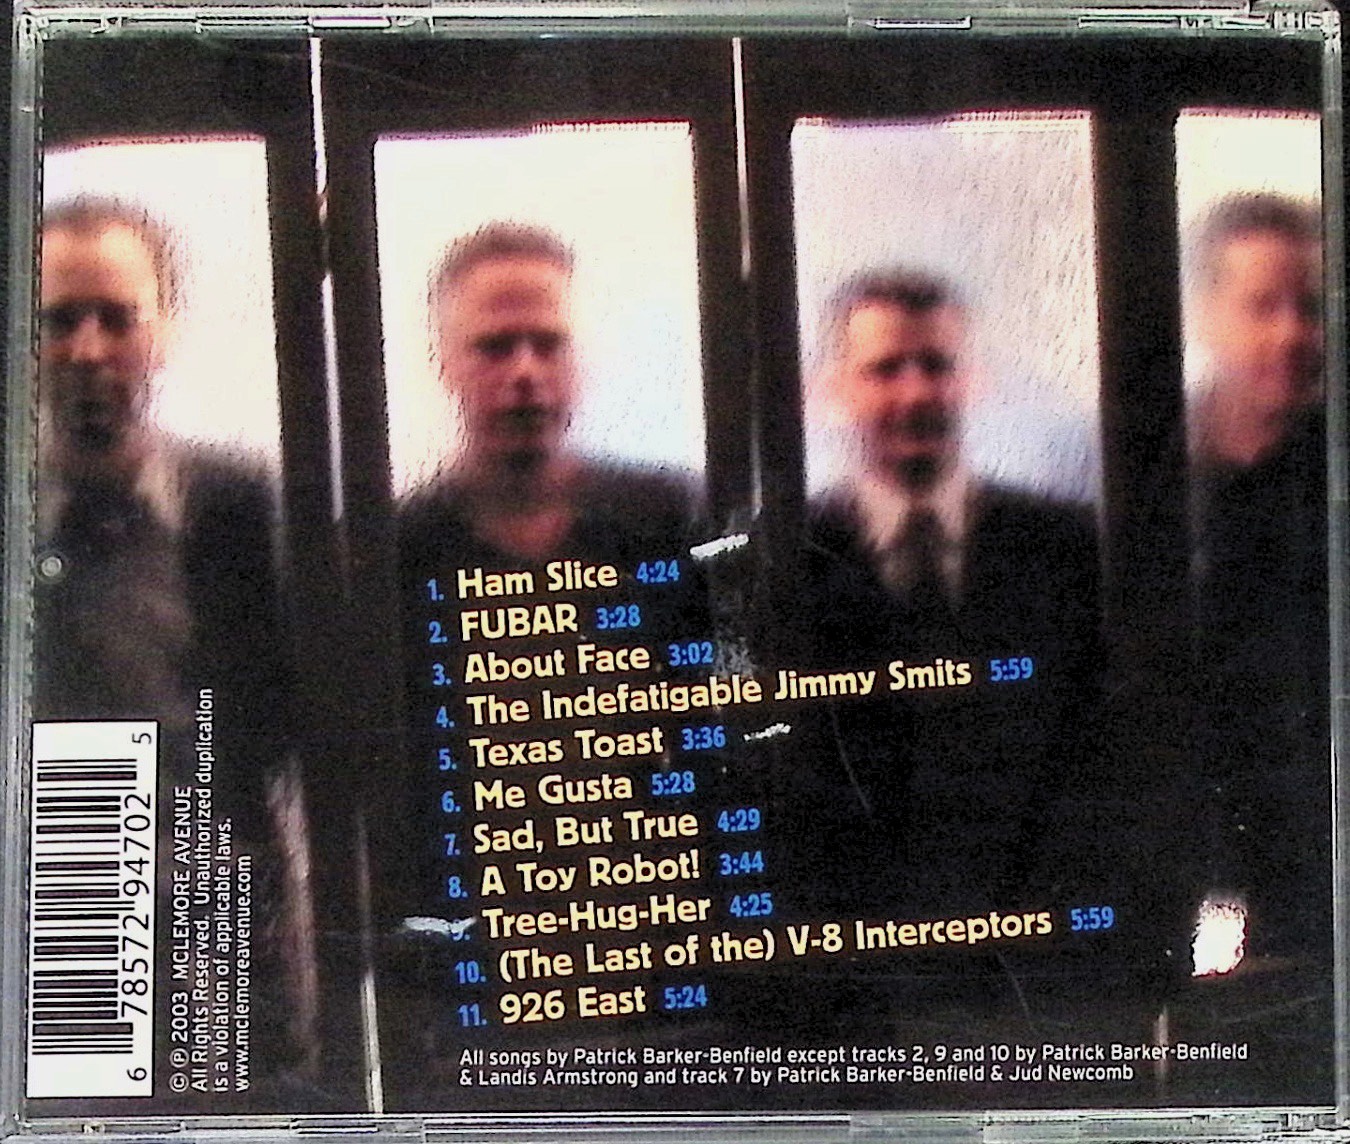 1. Ham Slice 4:24
2. FUBAR 3:28
3. About Face 3:02
4. The Indefatigable Jimmy Smits 5:59
5. Texas Toast 3:36
6. Me Gusta 5:28
7. Sad, But True 4:29
8. A Toy Robot! 3:44
9. Tree-Hug-Her 4:25
10. (The Last of the) V-8 Interceptors 5:59
11. 926 East 5:24
All songs by Patrick Barker-Benfield except tracks 2, 9 and 10 by Patrick Barker-Benfield
& Landis Armstrong and track 7 by Patrick Barker-Benfield & Jud Newcomb
6 78572 94702 5
© ℗ 2003 MCLEMORE AVENUE
All Rights Reserved. Unauthorized duplication
is a violation of applicable laws.
www.mclemoreavenue.com